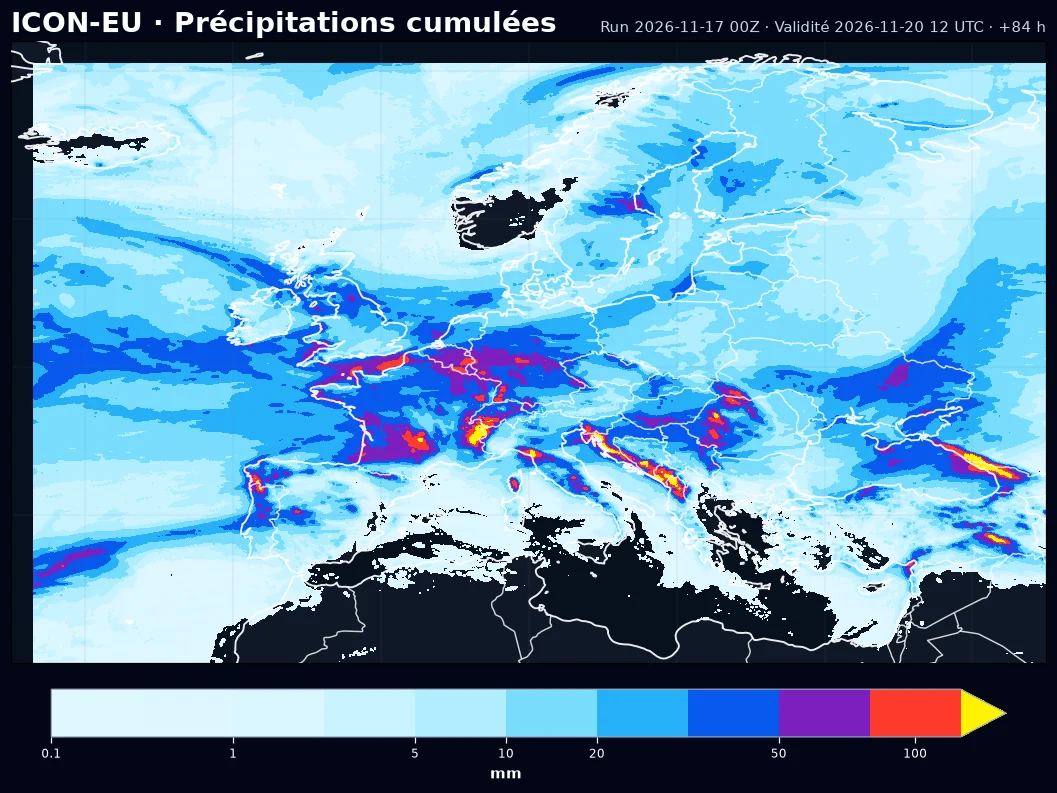 ICON-EU · Précipitations cumulées
Run 2026-11-17 00Z · Validité 2026-11-20 12 UTC · +84 h
0.1 1 5 10 20 50 100
mm